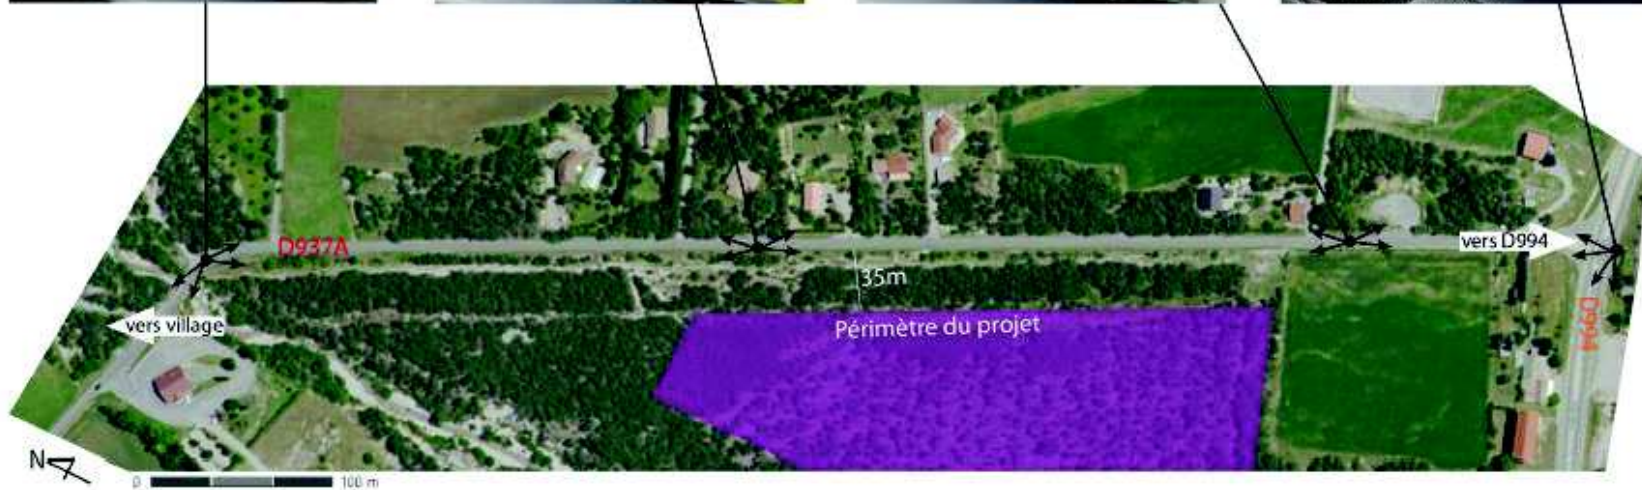 D937A
vers D994
35m
vers village
Périmètre du projet
D994
N
0 100 m